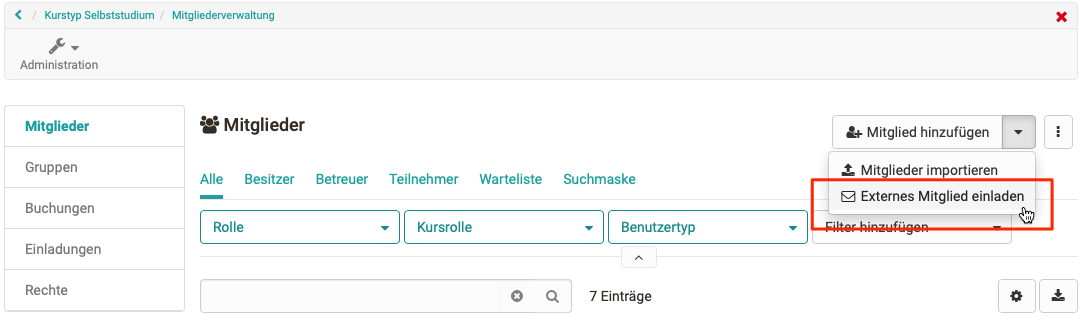 / Kurstyp Selbststudium / Mitgliederverwaltung
Administration
Mitglieder
Gruppen
Buchungen
Einladungen
Rechte
Mitglieder
Mitglied hinzufügen
Mitglieder importieren
Externes Mitglied einladen
Alle Besitzer Betreuer Teilnehmer Warteliste Suchmaske
Rolle Kursrolle Benutzertyp Filter hinzufügen
7 Einträge